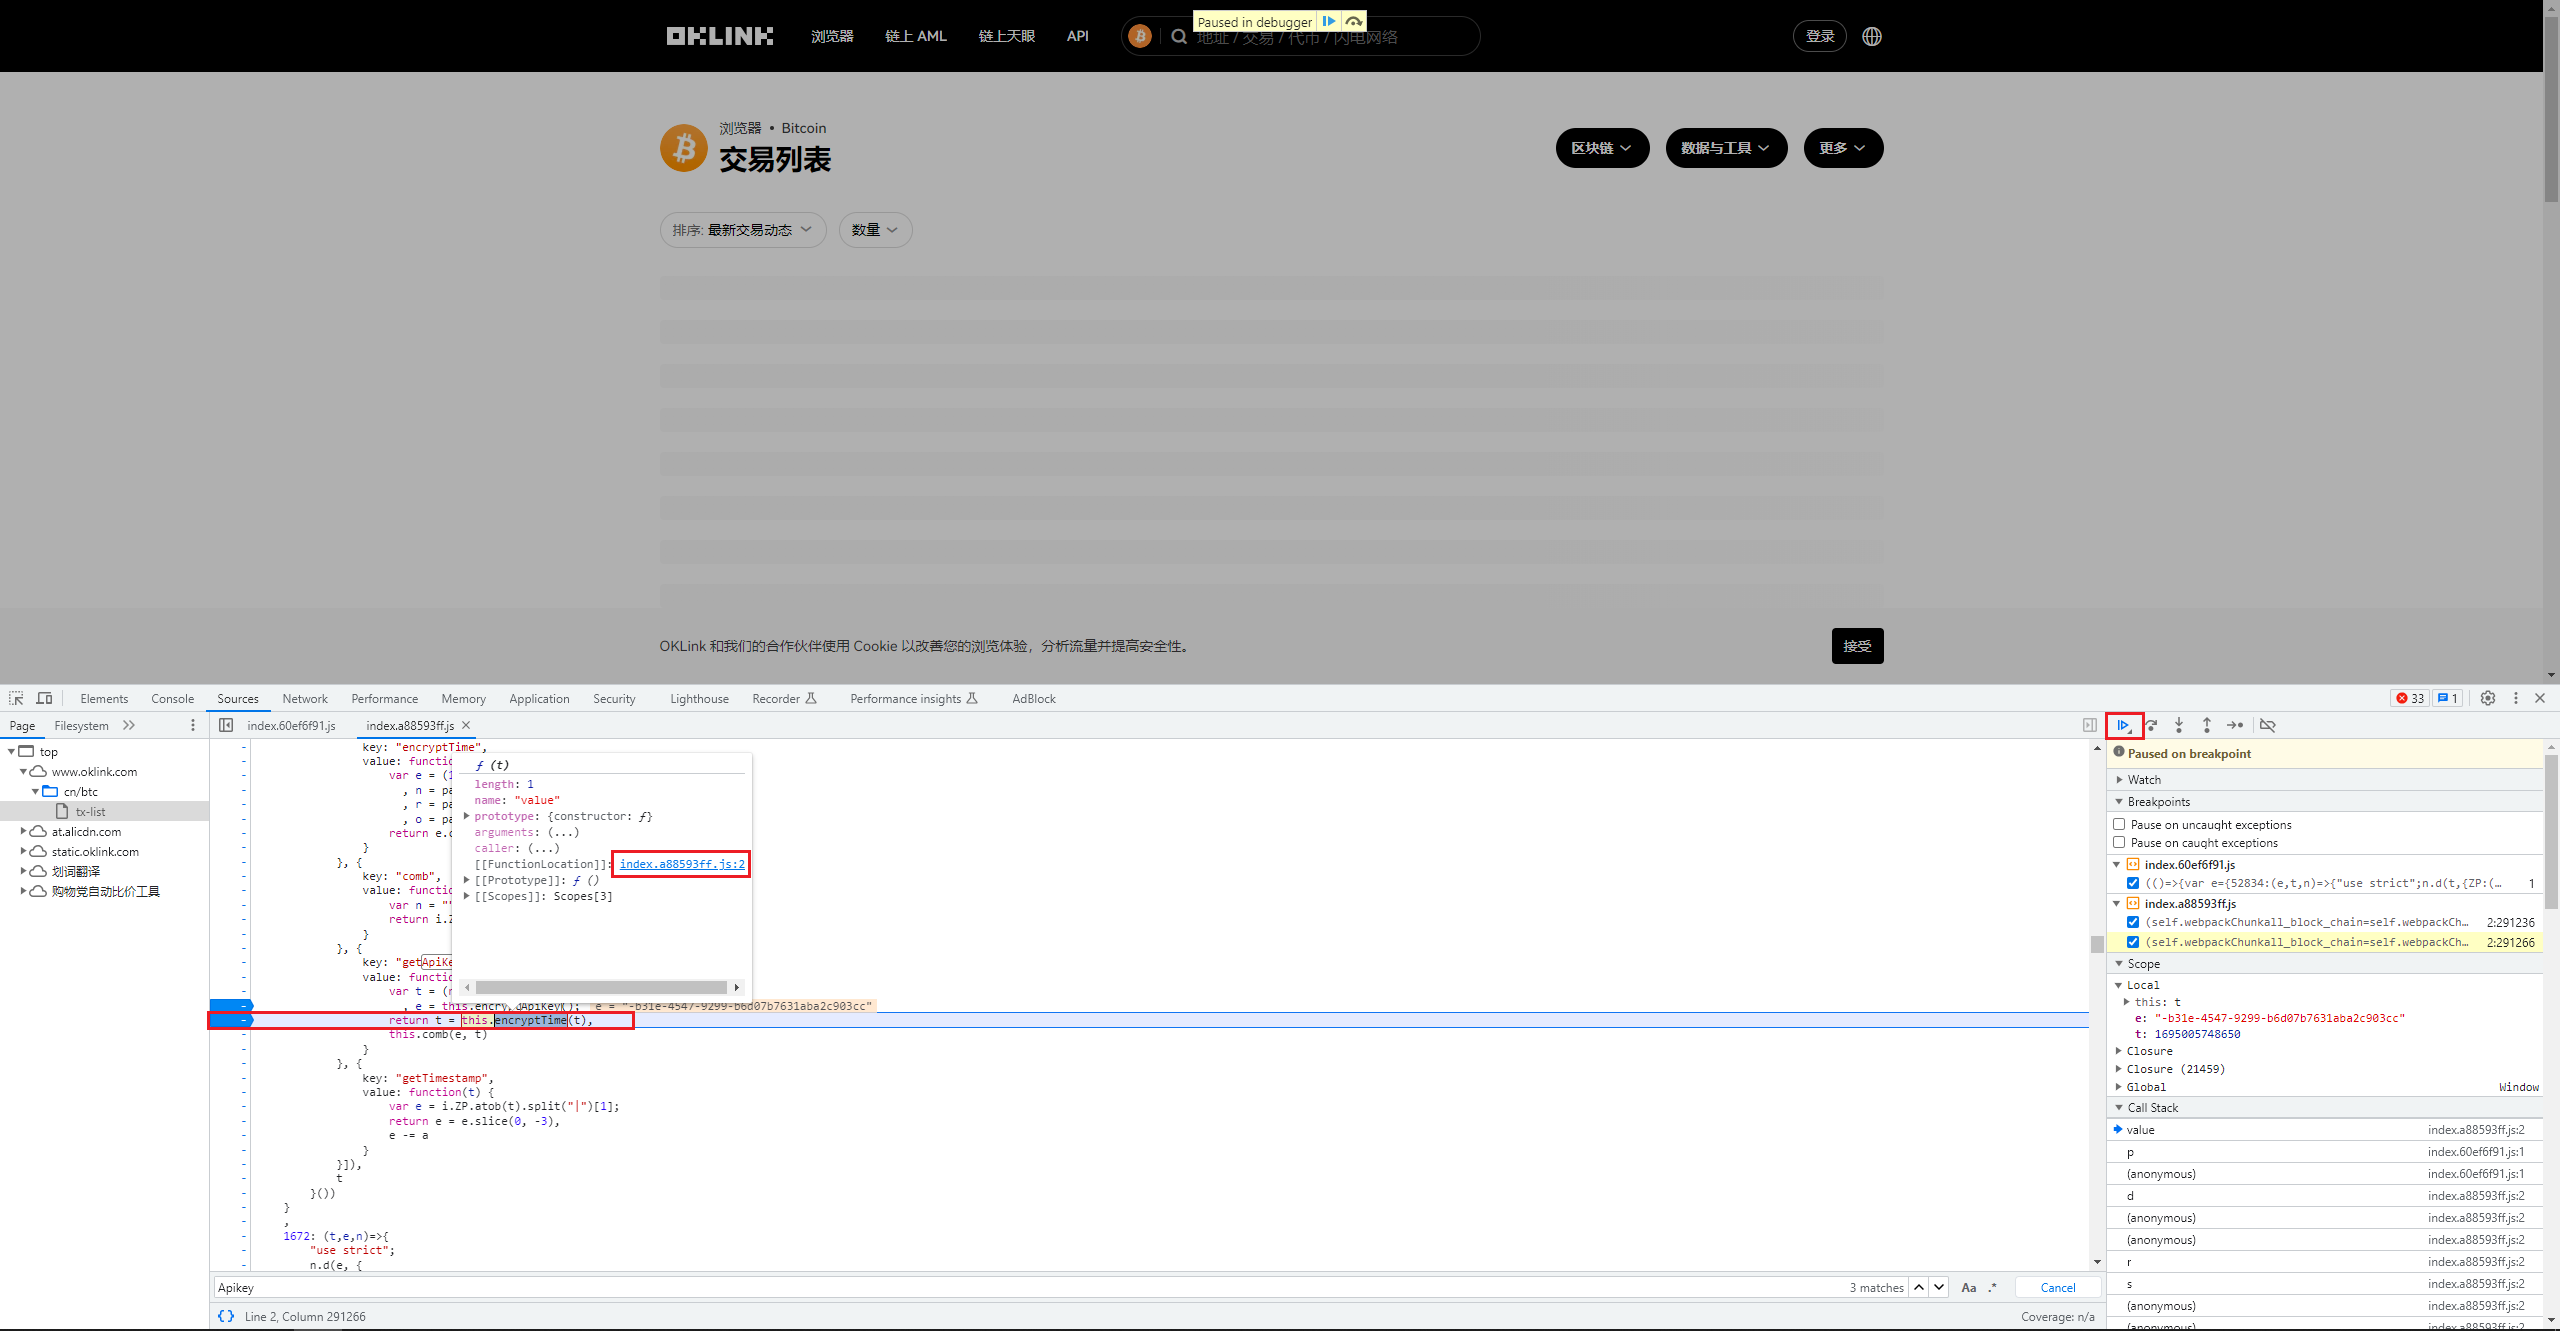 OKLINK 浏览器 链上 AML 链上天眼 API 地址 / 交易 / 代币 / 闪电网络 登录
Paused in debugger
浏览器 • Bitcoin
交易列表
区块链 数据与工具 更多
排序: 最新交易动态 数量
OKLink 和我们的合作伙伴使用 Cookie 以改善您的浏览体验，分析流量并提高安全性。 接受
Elements Console Sources Network Performance Memory Application Security Lighthouse Recorder Performance insights AdBlock 33 1
Page Filesystem index.60ef6f91.js index.a88593ff.js
top
www.oklink.com
cn/btc
tx-list
at.alicdn.com
static.oklink.com
划词翻译
购物党自动比价工具
key: "encryptTime",
value: functio
var e = (1
, n = pa
, r = pa
, o = pa
return e.c
}
}, {
key: "comb",
value: functio
var n = ""
return i.Z
}
}, {
key: "getApiKe
value: functio
var t = (n
, e = this.encryptApiKey(); e = "-b31e-4547-9299-b6d07b7631aba2c903cc"
return t = this.encryptTime(t),
this.comb(e, t)
}
}, {
key: "getTimestamp",
value: function(t) {
var e = i.ZP.atob(t).split("|")[1];
return e = e.slice(0, -3),
e -= a
}
}]),
t
}())
}
,
1672: (t,e,n)=>{
"use strict";
n.d(e, {
ƒ (t)
length: 1
name: "value"
prototype: {constructor: ƒ}
arguments: (...)
caller: (...)
[[FunctionLocation]]: index.a88593ff.js:2
[[Prototype]]: ƒ ()
[[Scopes]]: Scopes[3]
Apikey 3 matches Aa .* Cancel
{} Line 2, Column 291266 Coverage: n/a
Paused on breakpoint
Watch
Breakpoints
Pause on uncaught exceptions
Pause on caught exceptions
index.60ef6f91.js
(()=>{var e={52834:(e,t,n)=>{"use strict";n.d(t,{ZP:(… 1
index.a88593ff.js
(self.webpackChunkall_block_chain=self.webpackCh… 2:291236
(self.webpackChunkall_block_chain=self.webpackCh… 2:291266
Scope
Local
this: t
e: "-b31e-4547-9299-b6d07b7631aba2c903cc"
t: 1695005748650
Closure
Closure (21459)
Global Window
Call Stack
value index.a88593ff.js:2
p index.60ef6f91.js:1
(anonymous) index.60ef6f91.js:1
d index.a88593ff.js:2
(anonymous) index.a88593ff.js:2
(anonymous) index.a88593ff.js:2
r index.a88593ff.js:2
s index.a88593ff.js:2
(anonymous) index.a88593ff.js:2
(anonymous) index.a88593ff.js:2